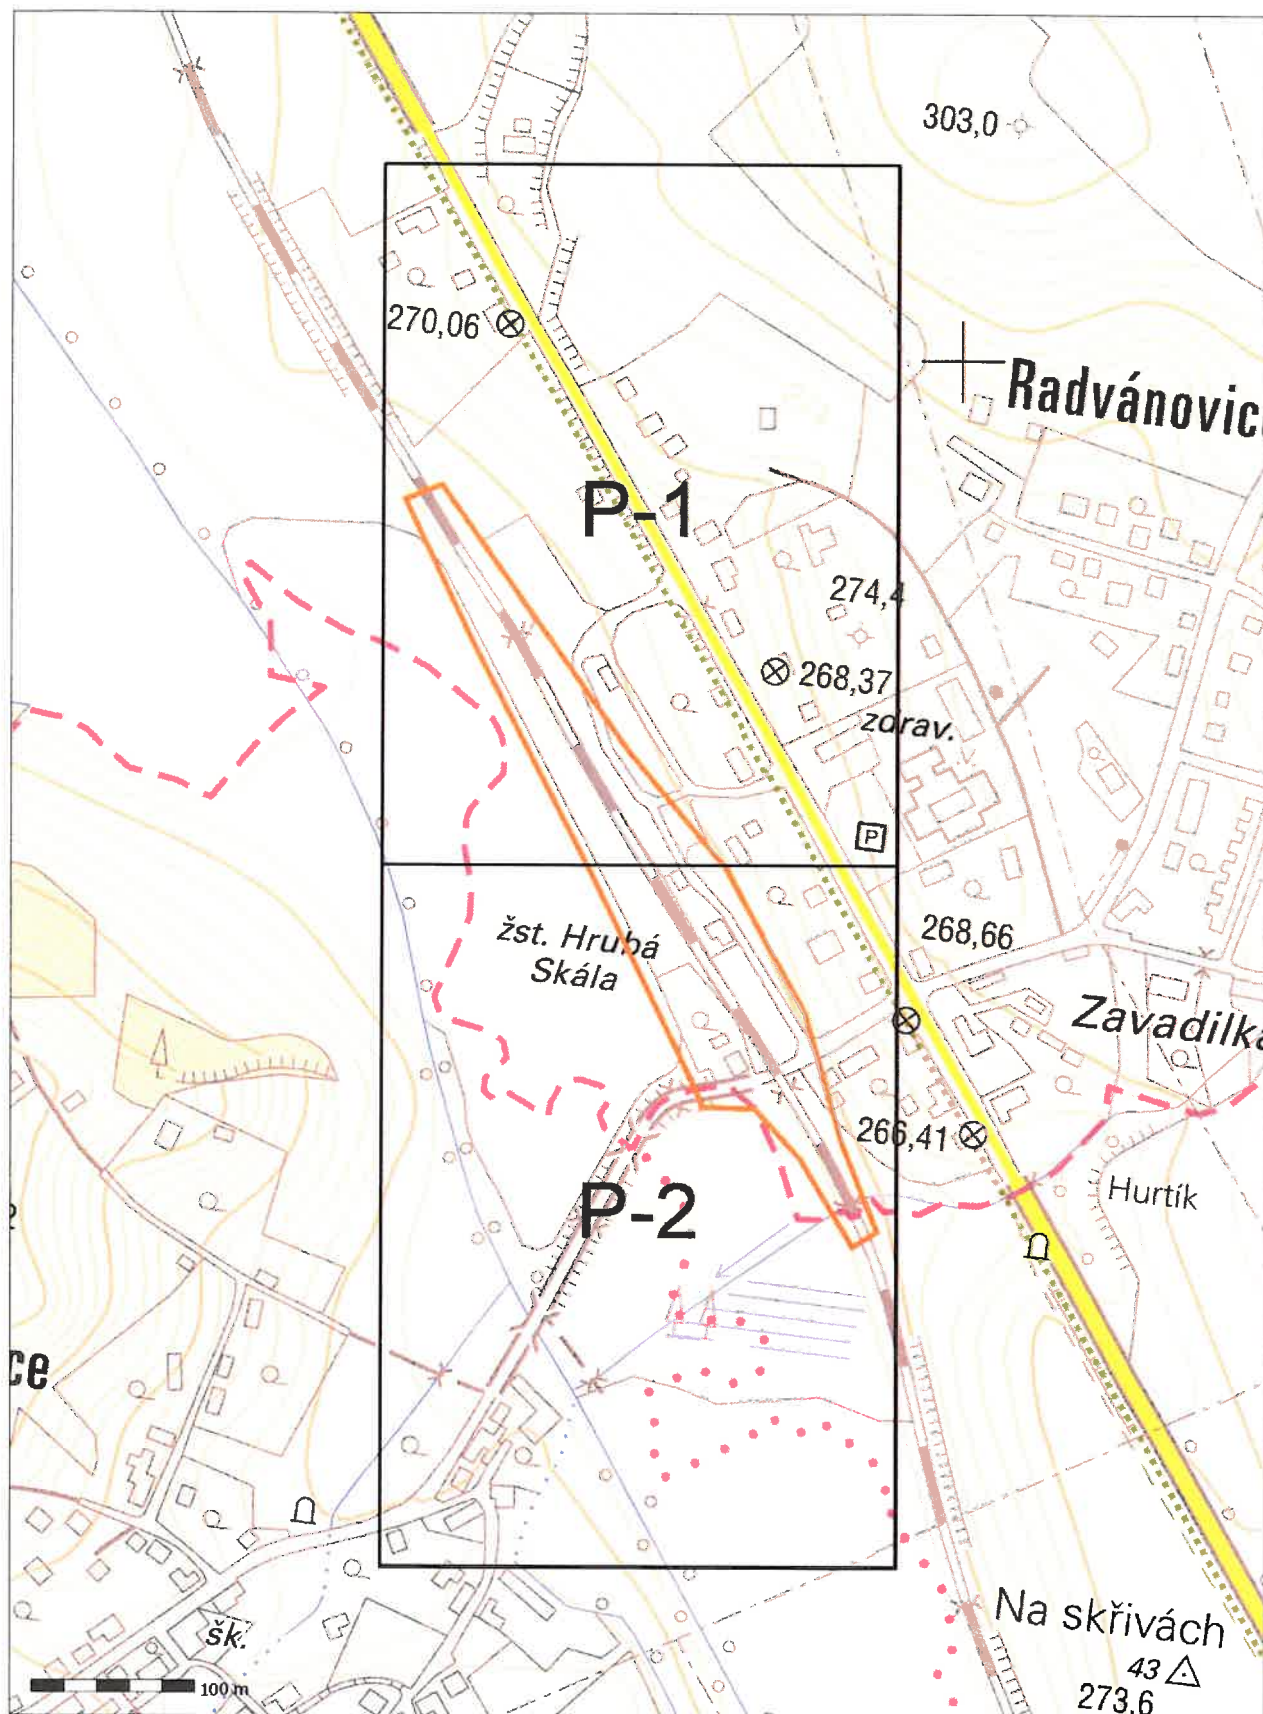 303,0
270,06
Radvánovic
P-1
274,4
268,37
zdrav.
P
268,66
žst. Hrubá
Skála
Zavadilka
266,41
Hurtík
P-2
ce
Na skřivách
šk.
43
273,6
100 m